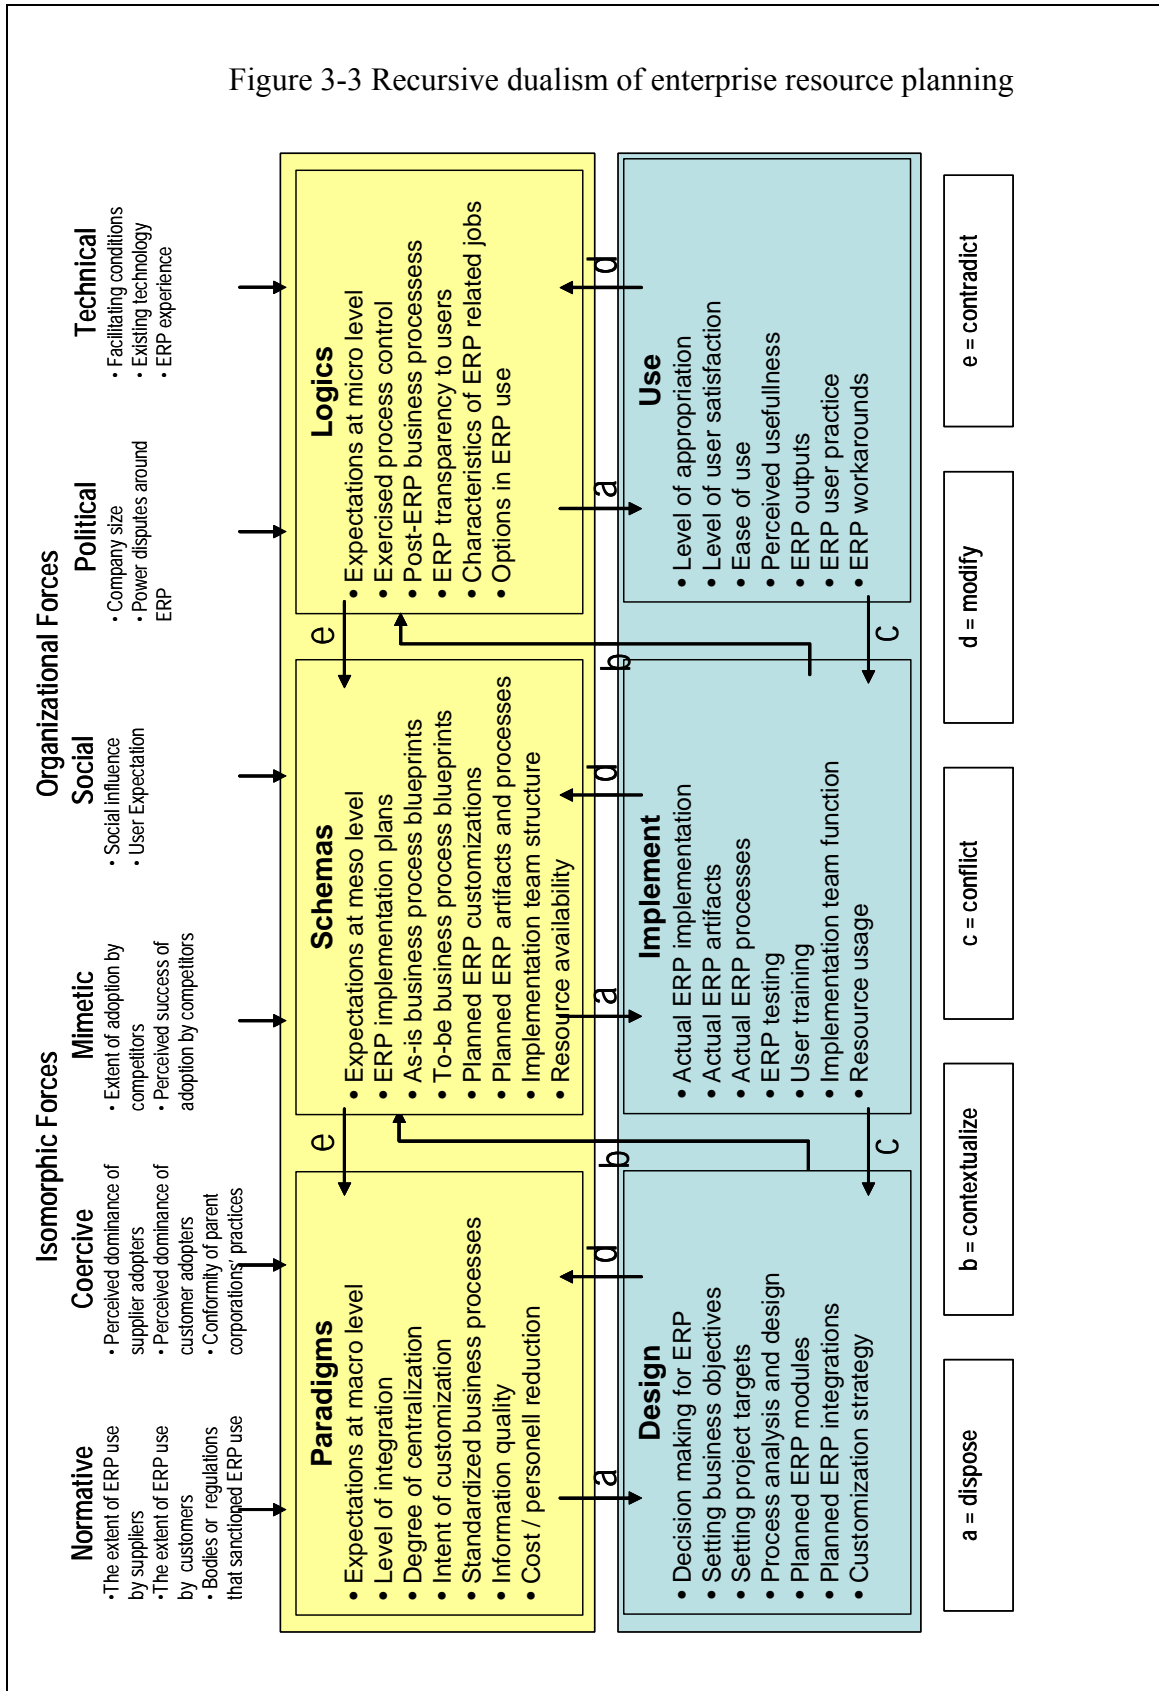 Figure 3-3 Recursive dualism of enterprise resource planning
Isomorphic Forces
Organizational Forces
Normative
• The extent of ERP use
by suppliers
• The extent of ERP use
by customers
• Bodies or regulations
that sanctioned ERP use
Coercive
• Perceived dominance of
supplier adopters
• Perceived dominance of
customer adopters
• Conformity of parent
corporations' practices
Mimetic
• Extent of adoption by
competitors
• Perceived success of
adoption by competitors
Social
• Social influence
• User Expectation
Political
• Company size
• Power disputes around
ERP
Technical
• Facilitating conditions
• Existing technology
• ERP experience
Paradigms
• Expectations at macro level
• Level of integration
• Degree of centralization
• Intent of customization
• Standardized business processes
• Information quality
• Cost / personell reduction
e
Schemas
• Expectations at meso level
• ERP implementation plans
• As-is business process blueprints
• To-be business process blueprints
• Planned ERP customizations
• Planned ERP artifacts and processes
• Implementation team structure
• Resource availability
e
Logics
• Expectations at micro level
• Exercised process control
• Post-ERP business processess
• ERP transparency to users
• Characteristics of ERP related jobs
• Options in ERP use
a
d
b
a
d
b
a
d
Design
• Decision making for ERP
• Setting business objectives
• Setting project targets
• Process analysis and design
• Planned ERP modules
• Planned ERP integrations
• Customization strategy
c
Implement
• Actual ERP implementation
• Actual ERP artifacts
• Actual ERP processes
• ERP testing
• User training
• Implementation team function
• Resource usage
c
Use
• Level of appropriation
• Level of user satisfaction
• Ease of use
• Perceived usefullness
• ERP outputs
• ERP user practice
• ERP workarounds
a = dispose
b = contextualize
c = conflict
d = modify
e = contradict